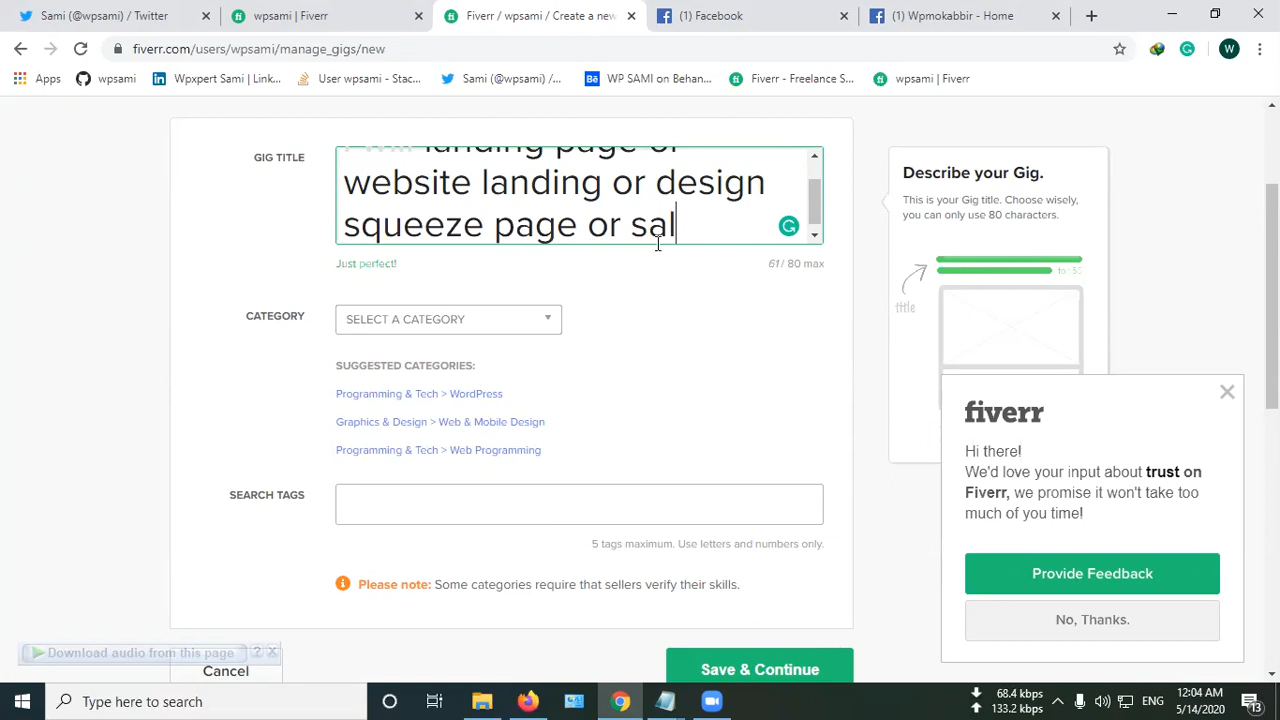 Sami (@wpsami) / Twitter
wpsami | Fiverr
Fiverr / wpsami / Create a new
(1) Facebook
(1) Wpmokabbir - Home
fiverr.com/users/wpsami/manage_gigs/new
W
Apps
wpsami
Wpxpert Sami | Link...
User wpsami - Stac...
Sami (@wpsami) /...
WP SAMI on Behan...
Fiverr - Freelance S...
wpsami | Fiverr
GIG TITLE
I will landing page or
website landing or design
squeeze page or sal
Just perfect!
61 / 80 max
Describe your Gig.
This is your Gig title. Choose wisely,
you can only use 80 characters.
for $5
title
CATEGORY
SELECT A CATEGORY
SUGGESTED CATEGORIES:
Programming & Tech > WordPress
Graphics & Design > Web & Mobile Design
Programming & Tech > Web Programming
SEARCH TAGS
5 tags maximum. Use letters and numbers only.
Please note: Some categories require that sellers verify their skills.
fiverr
Hi there!
We'd love your input about trust on
Fiverr, we promise it won't take too
much of you time!
Provide Feedback
No, Thanks.
Download audio from this page
Cancel
Save & Continue
Type here to search
68.4 kbps
133.2 kbps
ENG
12:04 AM
5/14/2020
13